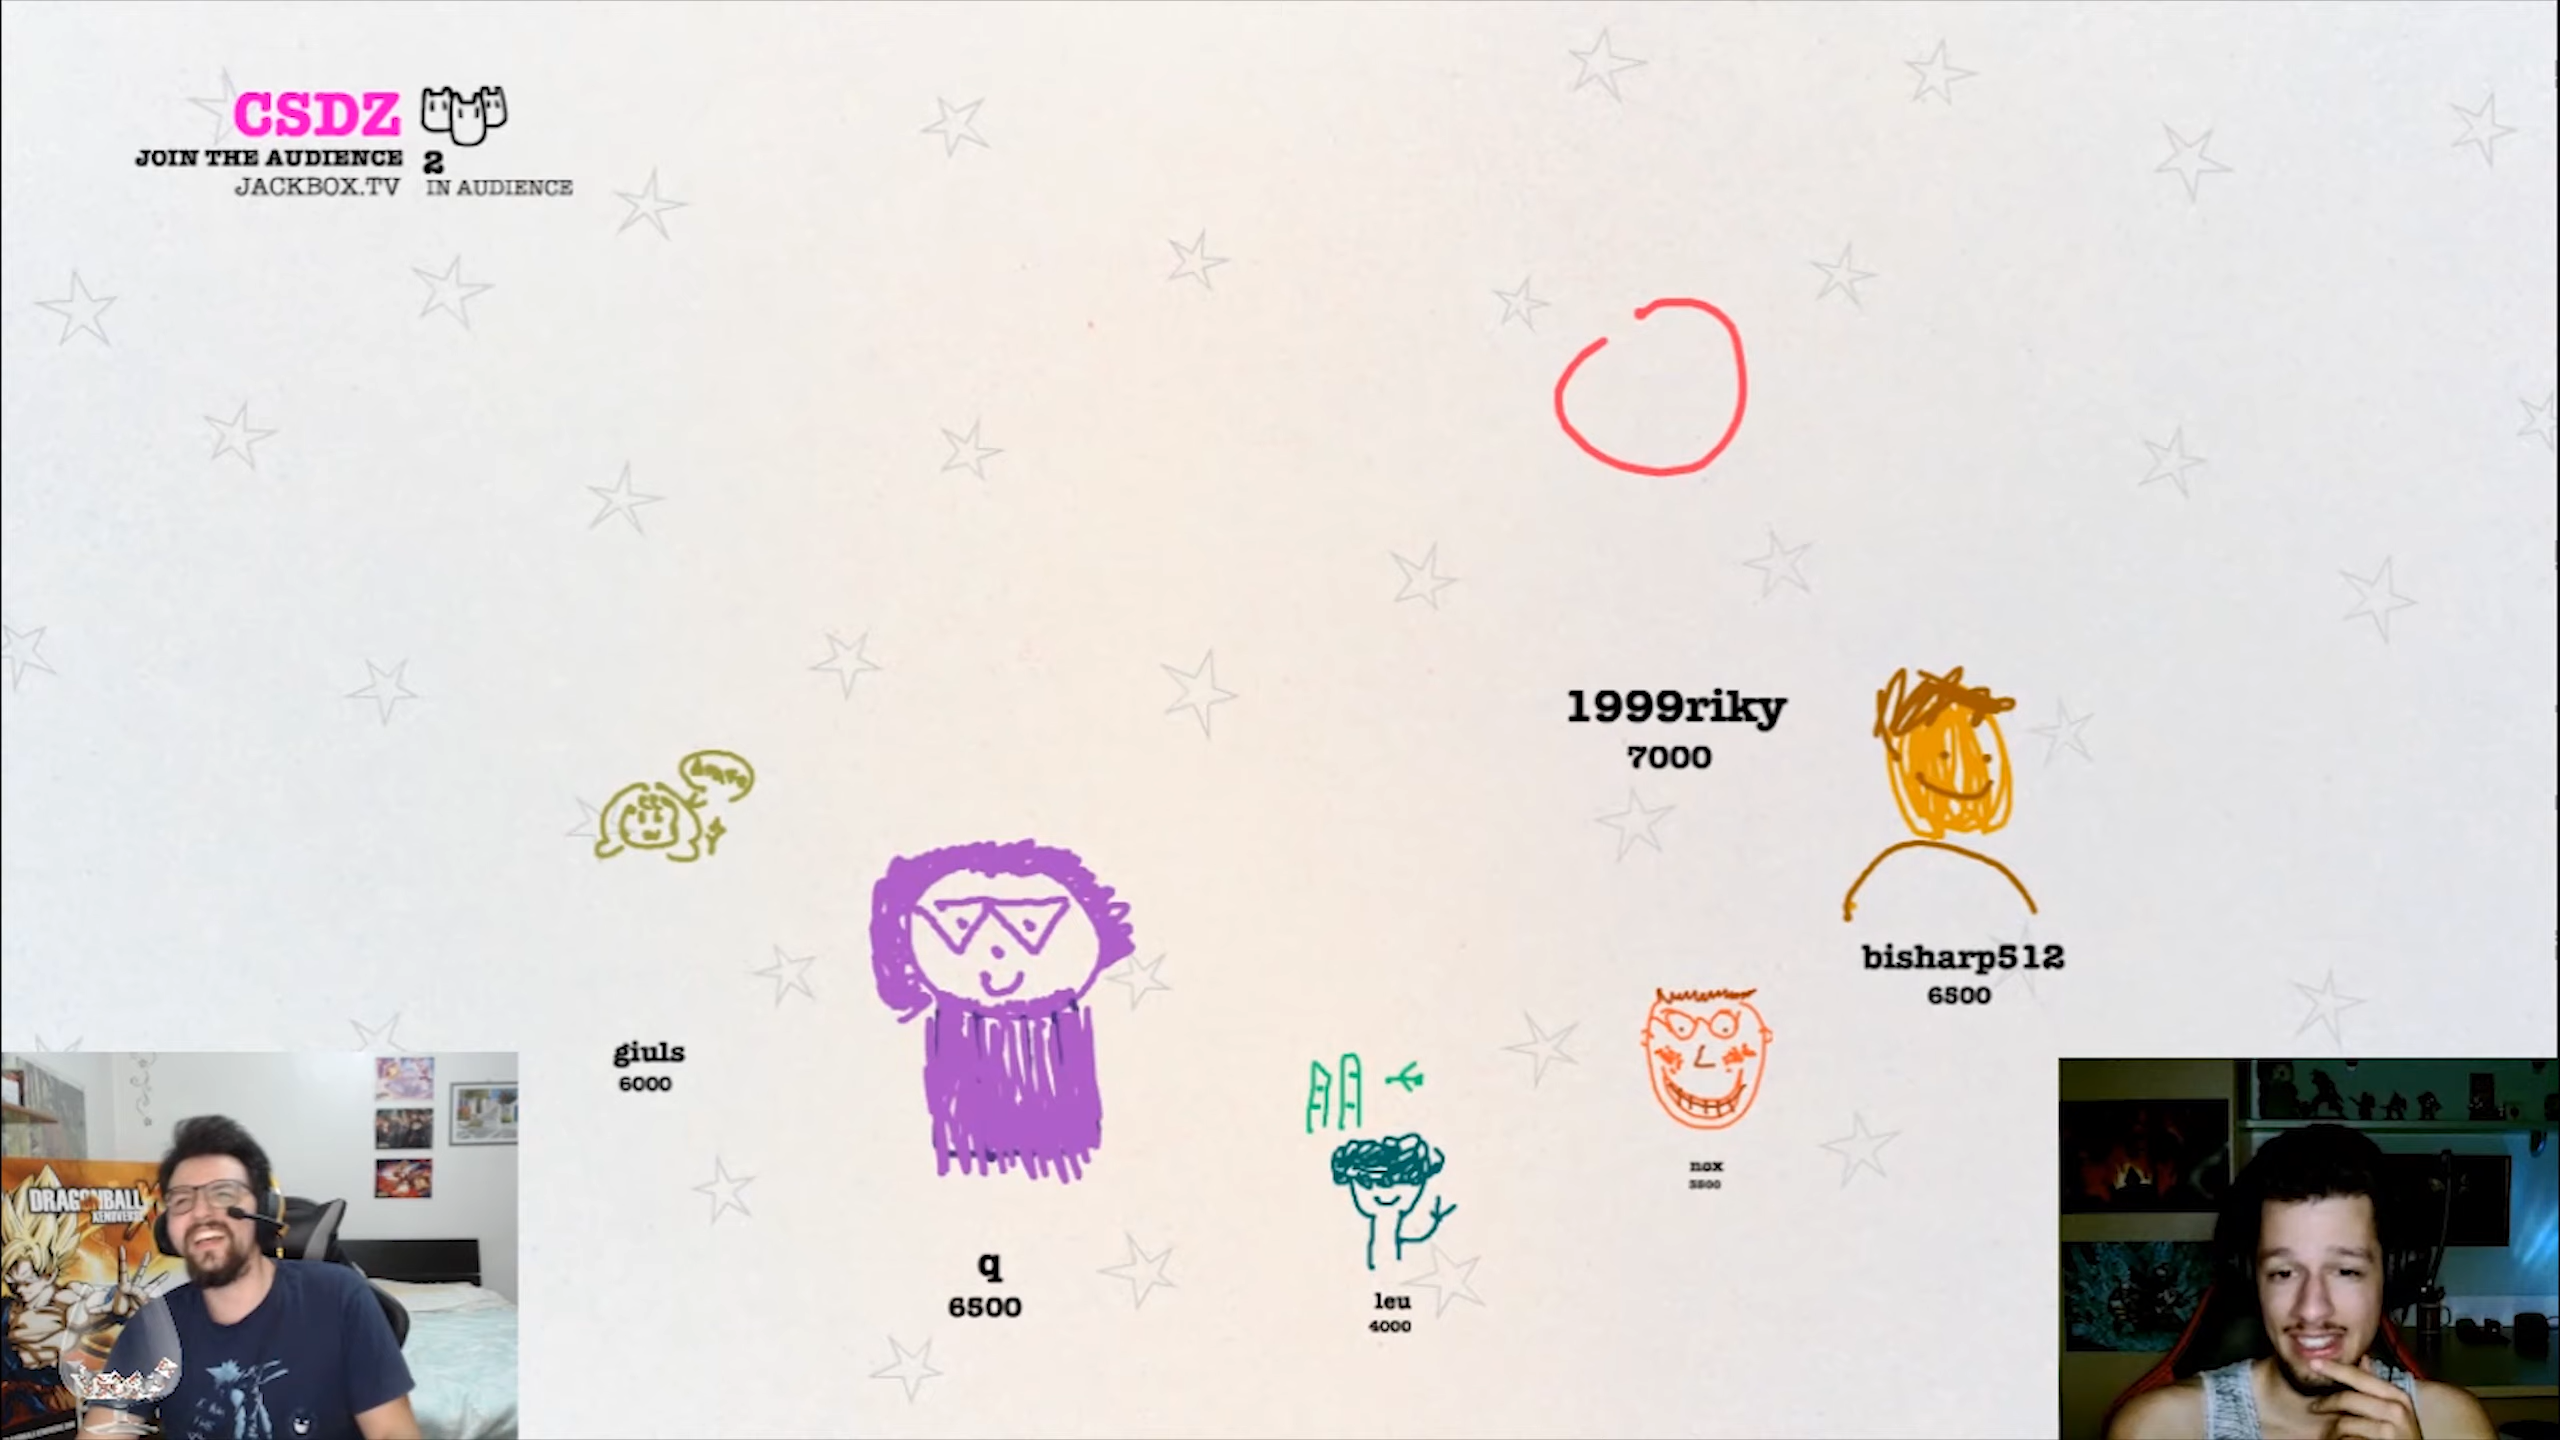 CSDZ
JOIN THE AUDIENCE
JACKBOX.TV
2
IN AUDIENCE
1999riky
7000
bisharp512
6500
giuls
6000
nox
q
6500
leu
4000
DRAGONBALL
XENOVERSE